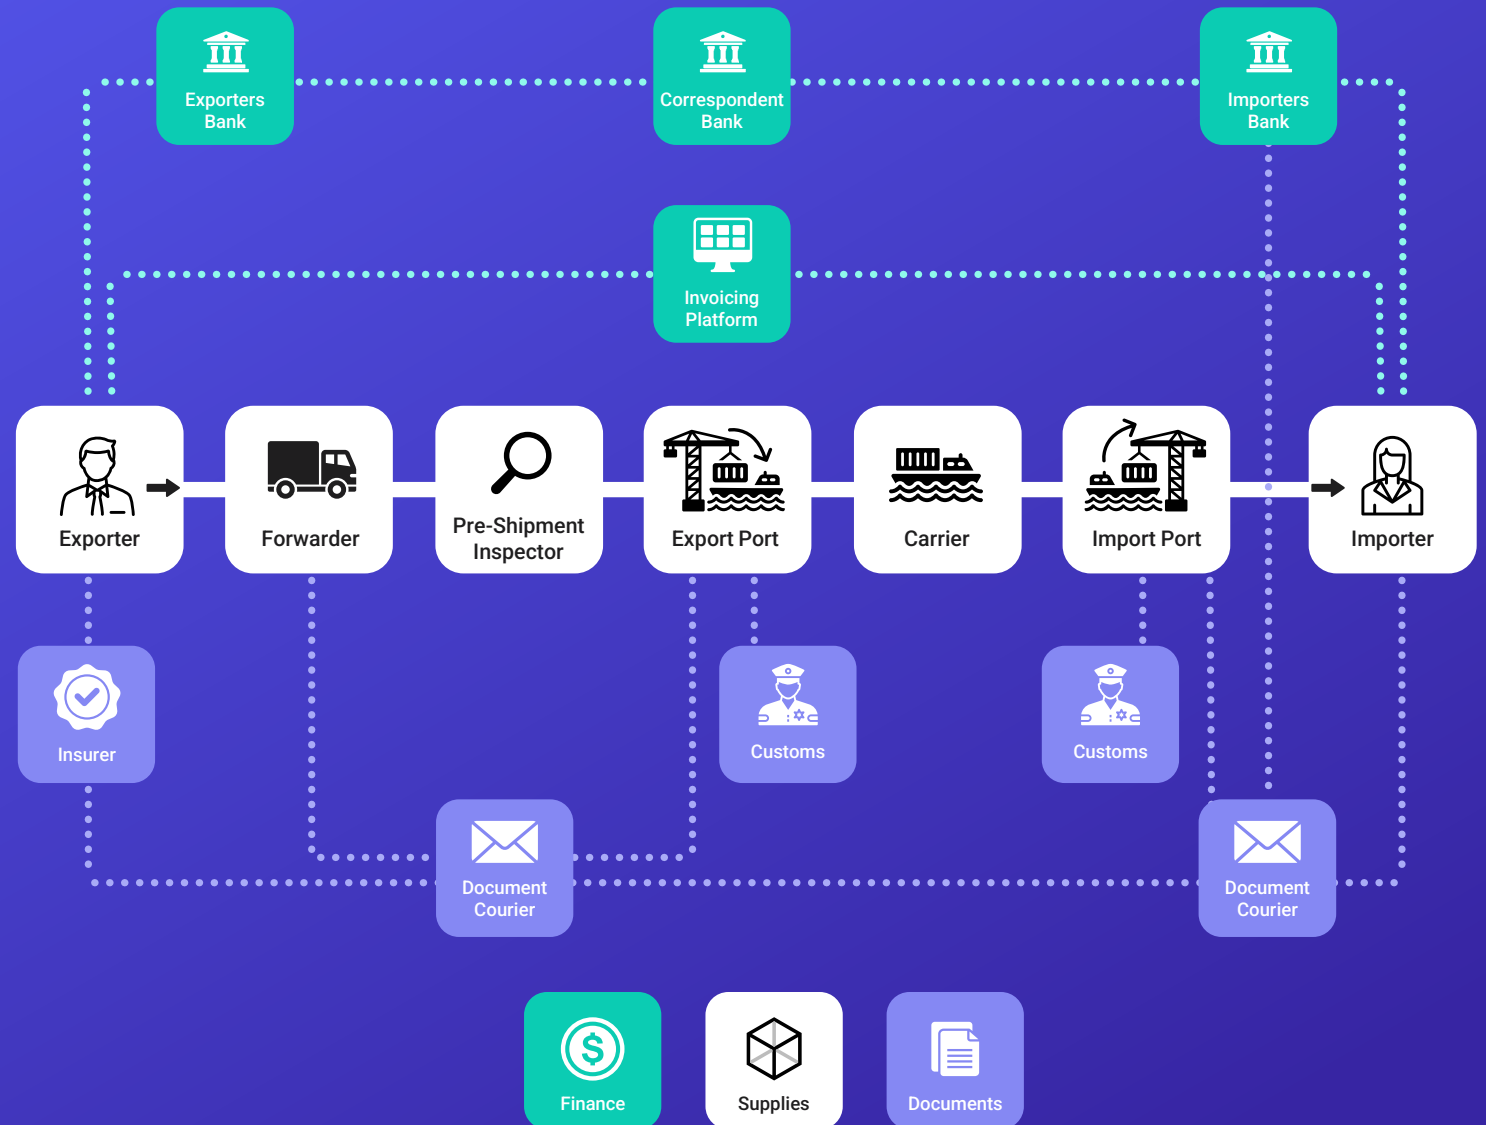 Exporters
Bank
Correspondent
Bank
Importers
Bank
Invoicing
Platform
Exporter
Forwarder
Pre-Shipment
Inspector
Export Port
Carrier
Import Port
Importer
Insurer
Customs
Customs
Document
Courier
Document
Courier
$
Finance
Supplies
Documents